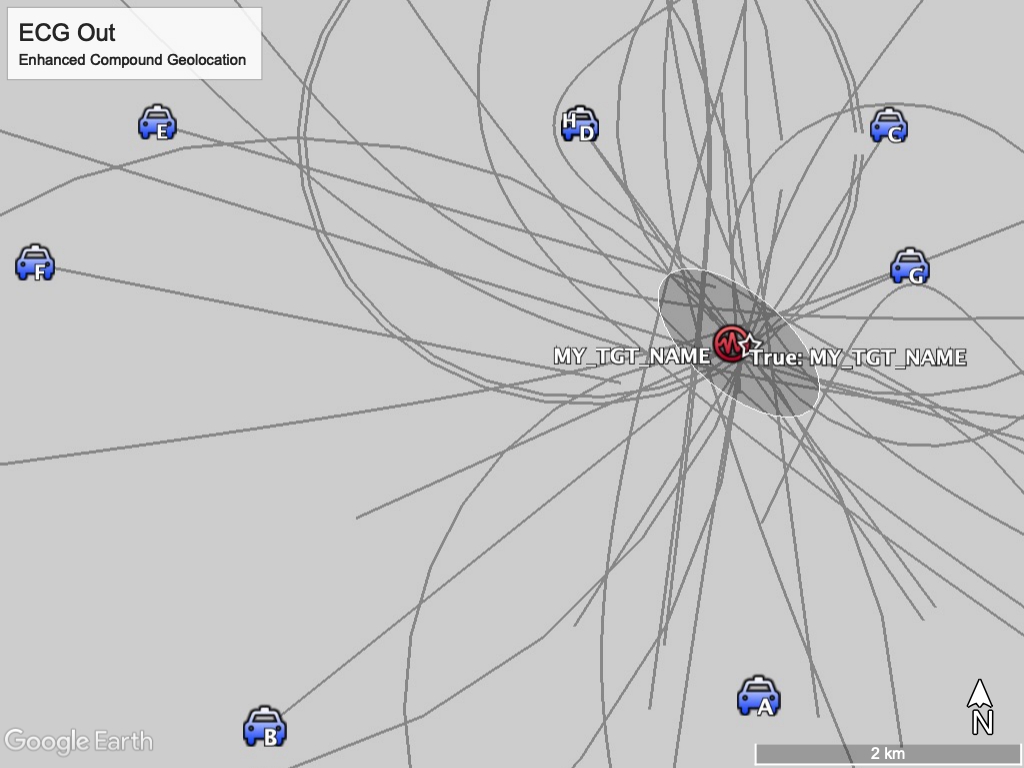 ECG Out
Enhanced Compound Geolocation
E
H
D
C
F
G
MY_TGT_NAME
True: MY_TGT_NAME
A
B
N
Google Earth
2 km